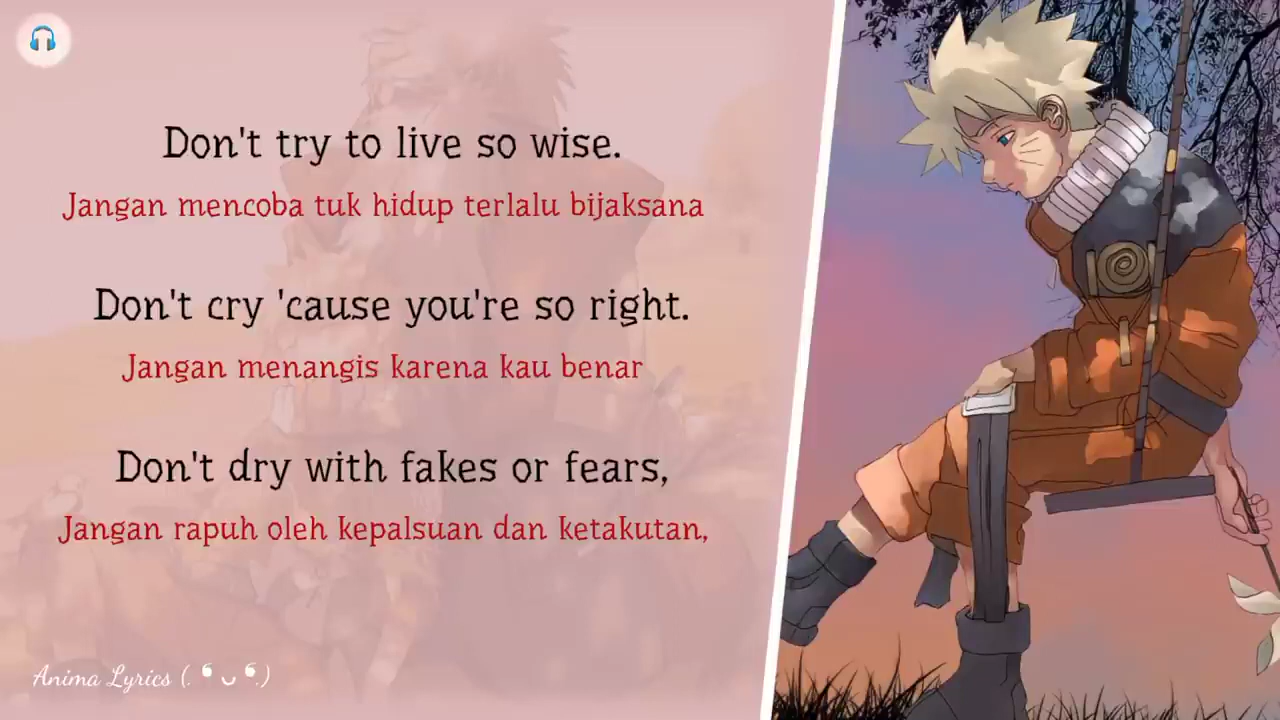 Don't try to live so wise.
Jangan mencoba tuk hidup terlalu bijaksana
Don't cry 'cause you're so right.
Jangan menangis karena kau benar
Don't dry with fakes or fears,
Jangan rapuh oleh kepalsuan dan ketakutan,
Anima Lyrics (. ❛ ᴗ ❛.)